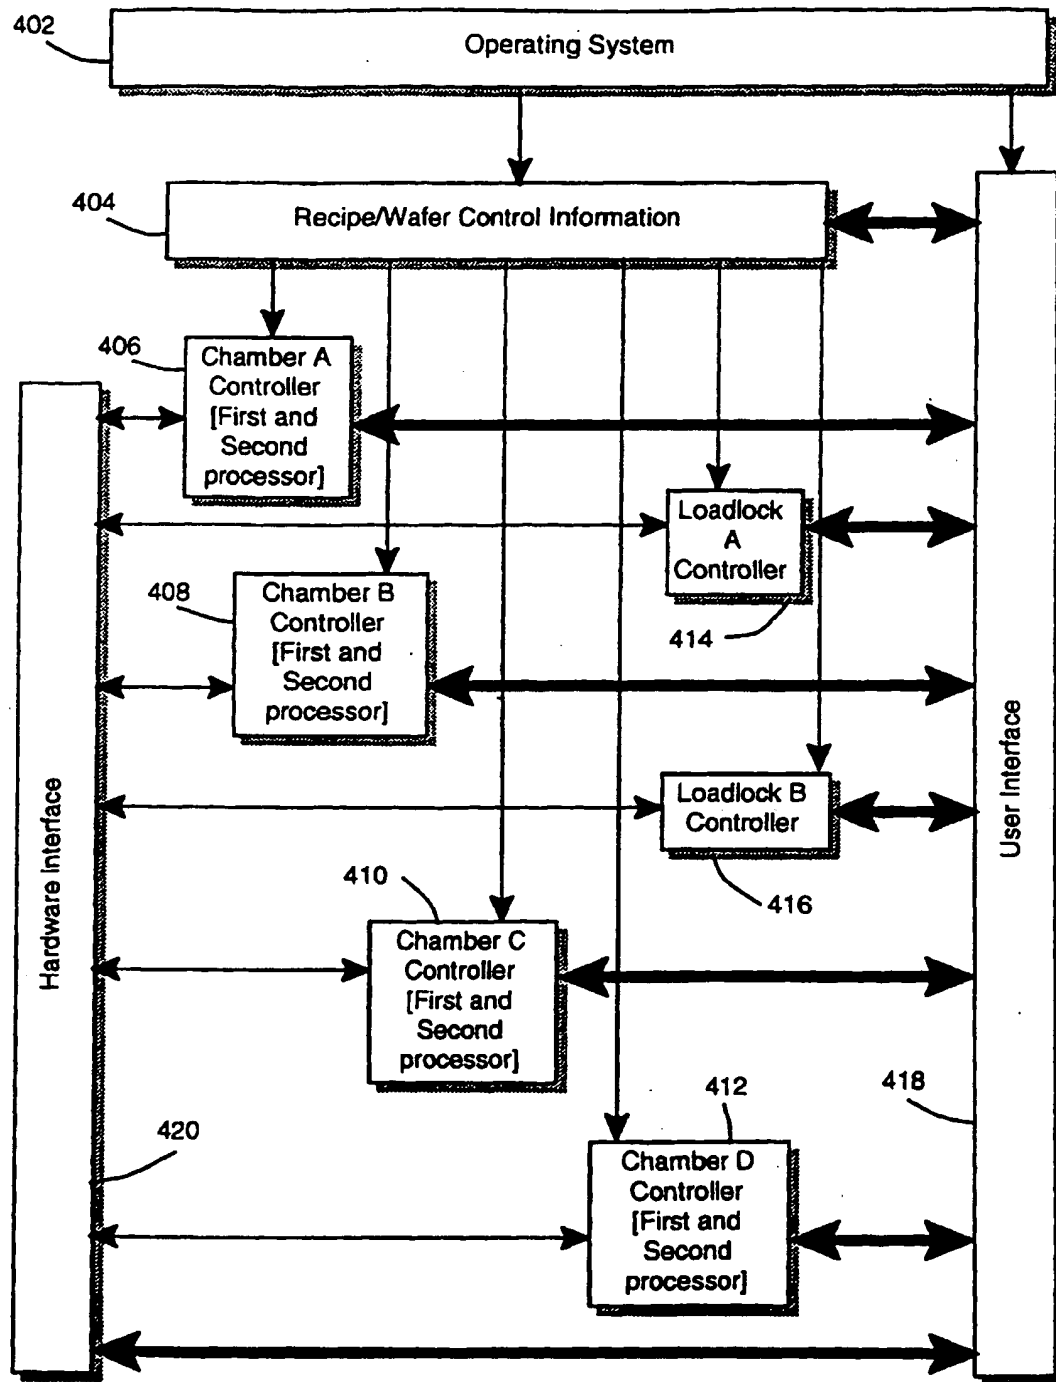 402
Operating System
404
Recipe/Wafer Control Information
406
Chamber A
Controller
[First and
Second
processor]
Loadlock
A
Controller
414
408
Chamber B
Controller
[First and
Second
processor]
Hardware Interface
User Interface
Loadlock B
Controller
416
410
Chamber C
Controller
[First and
Second
processor]
418
412
420
Chamber D
Controller
[First and
Second
processor]